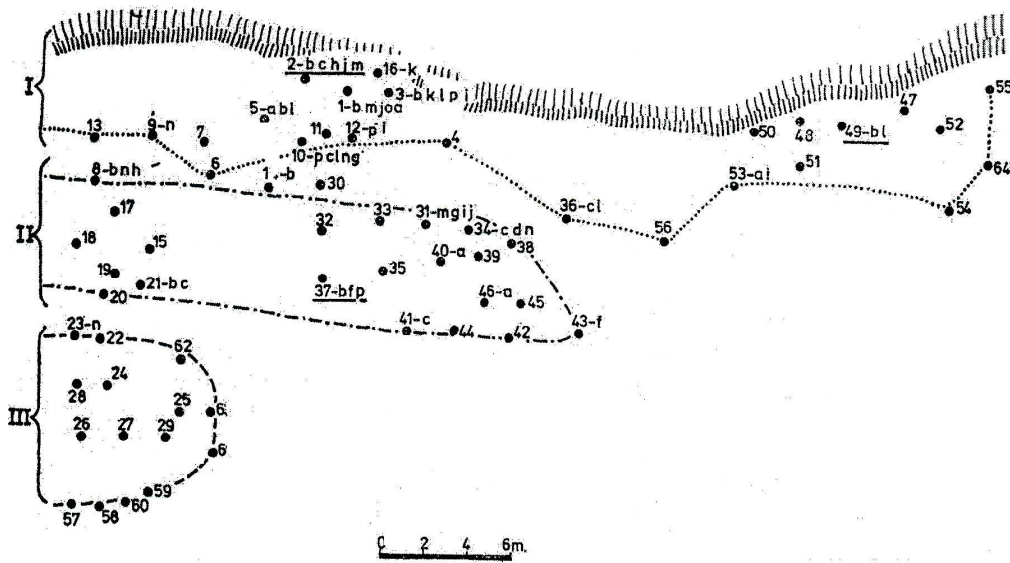 I
2-bchjm
16-k
3-bklp
1-bmjoa
5-abl
11
12-pl
13
9-n
7
10-pclng
4
6
47
55
50
48
49-bl
52
51
53-ai
64
54
36-cl
56
II
8-bnh
-b
30
17
18
15
19
21-bc
20
32
33
31-mgij
34-cdn
38
40-a
39
35
37-bfp
46-a
45
41-c
44
42
43-f
III
23-n
22
62
28
24
25
26
27
29
57
58
60
59
0 2 4 6m.